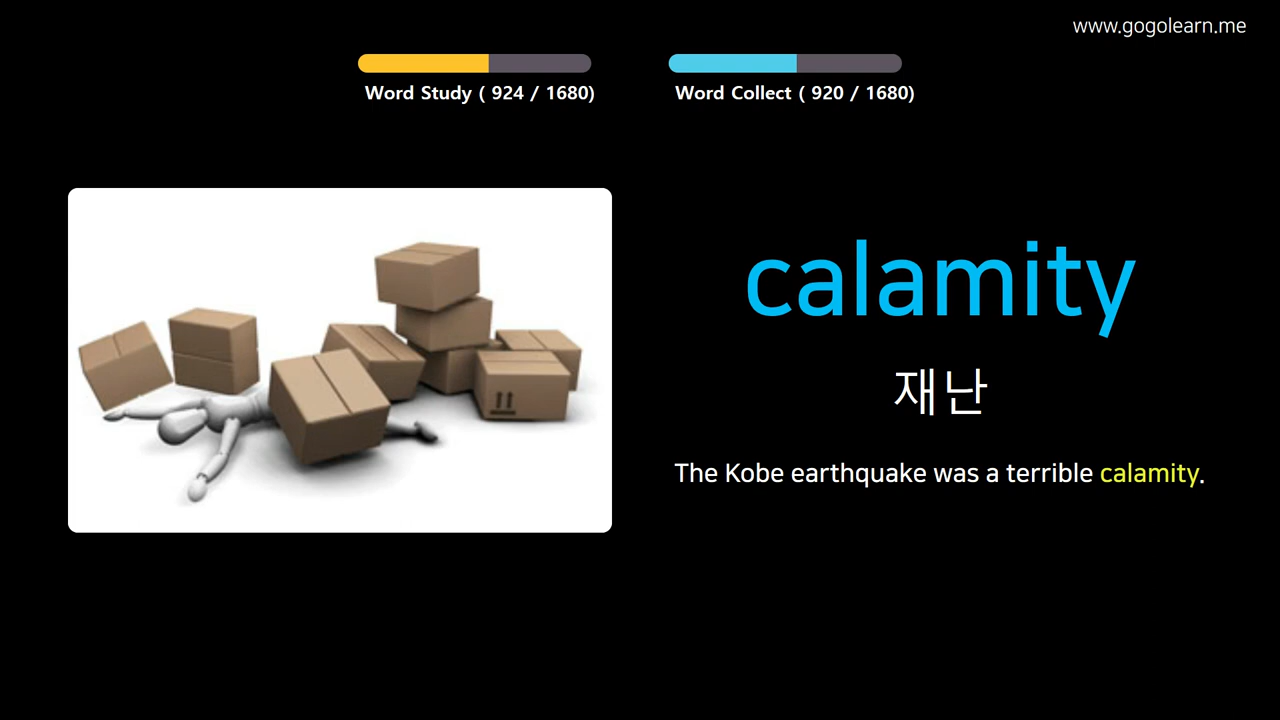 www.gogolearn.me
Word Study ( 924 / 1680)
Word Collect ( 920 / 1680)
calamity
재난
The Kobe earthquake was a terrible calamity.